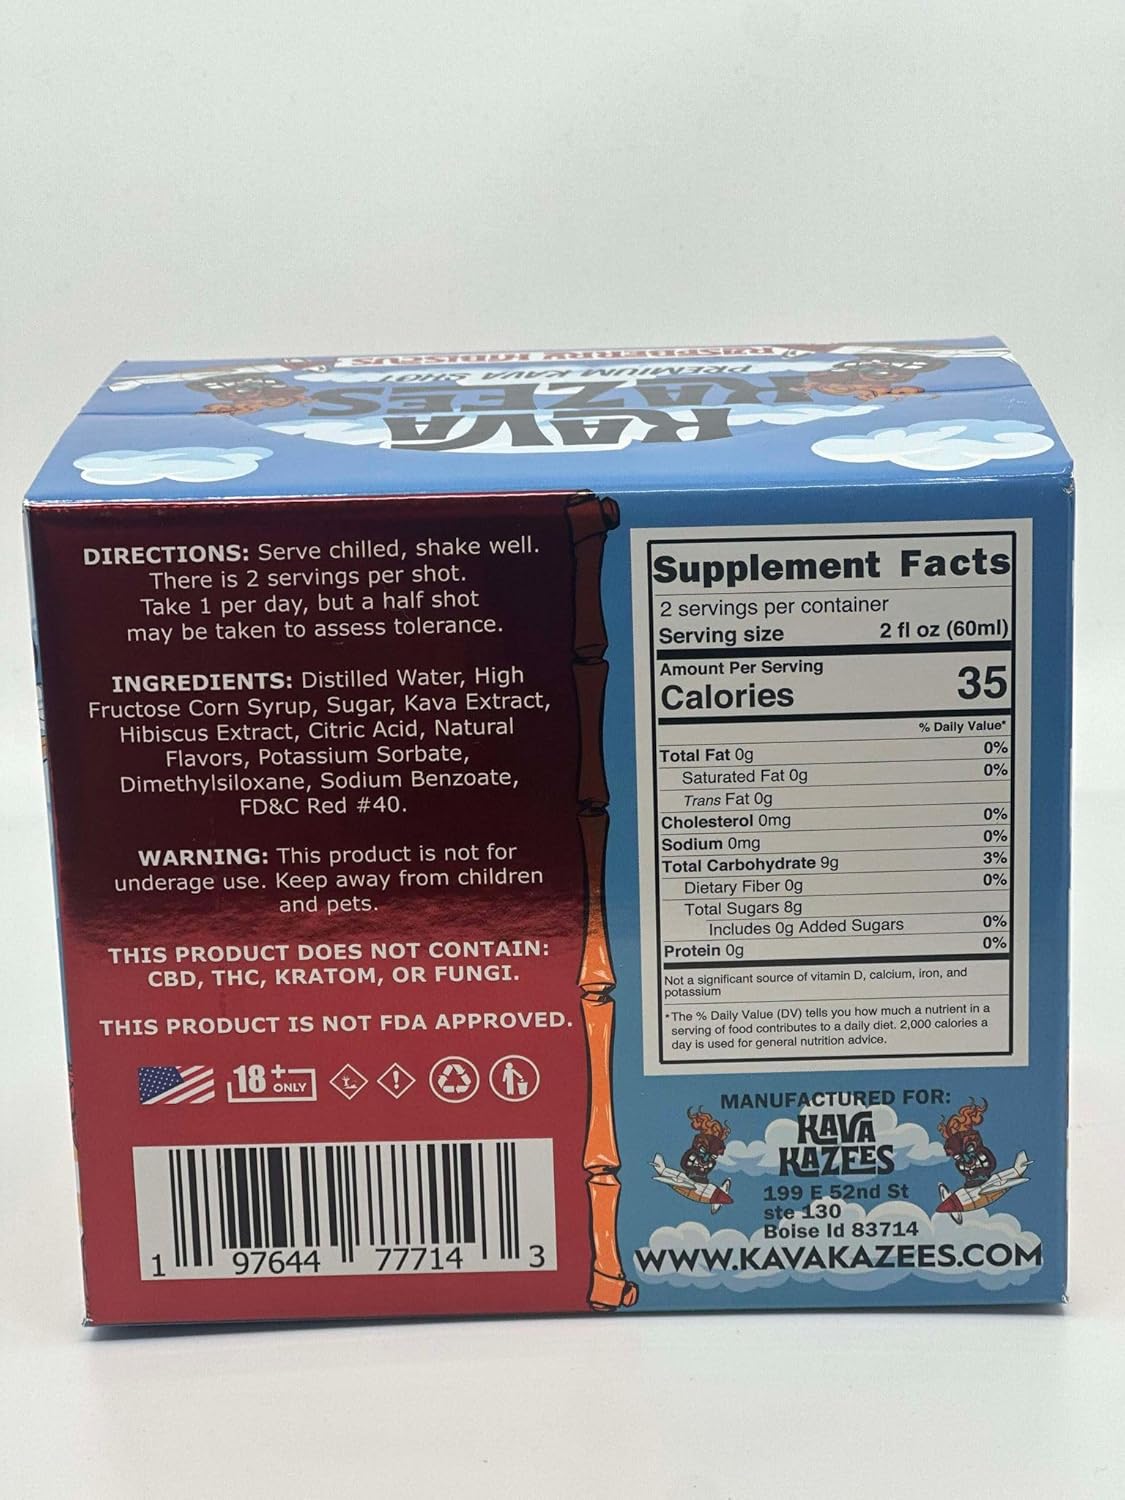 RASPBERRY HIBISCUS
PREMIUM KAVA SHOT
KAVA
KAZEES
DIRECTIONS: Serve chilled, shake well.
There is 2 servings per shot.
Take 1 per day, but a half shot
may be taken to assess tolerance.
INGREDIENTS: Distilled Water, High
Fructose Corn Syrup, Sugar, Kava Extract,
Hibiscus Extract, Citric Acid, Natural
Flavors, Potassium Sorbate,
Dimethylsiloxane, Sodium Benzoate,
FD&C Red #40.
WARNING: This product is not for
underage use. Keep away from children
and pets.
THIS PRODUCT DOES NOT CONTAIN:
CBD, THC, KRATOM, OR FUNGI.
THIS PRODUCT IS NOT FDA APPROVED.
18+ ONLY
1 97644 77714 3
Supplement Facts
2 servings per container
Serving size 2 fl oz (60ml)
Amount Per Serving
Calories 35
% Daily Value*
Total Fat 0g 0%
Saturated Fat 0g 0%
Trans Fat 0g
Cholesterol 0mg 0%
Sodium 0mg 0%
Total Carbohydrate 9g 3%
Dietary Fiber 0g 0%
Total Sugars 8g
Includes 0g Added Sugars 0%
Protein 0g 0%
Not a significant source of vitamin D, calcium, iron, and
potassium
*The % Daily Value (DV) tells you how much a nutrient in a
serving of food contributes to a daily diet. 2,000 calories a
day is used for general nutrition advice.
MANUFACTURED FOR:
KAVA
KAZEES
199 E 52nd St
ste 130
Boise Id 83714
WWW.KAVAKAZEES.COM